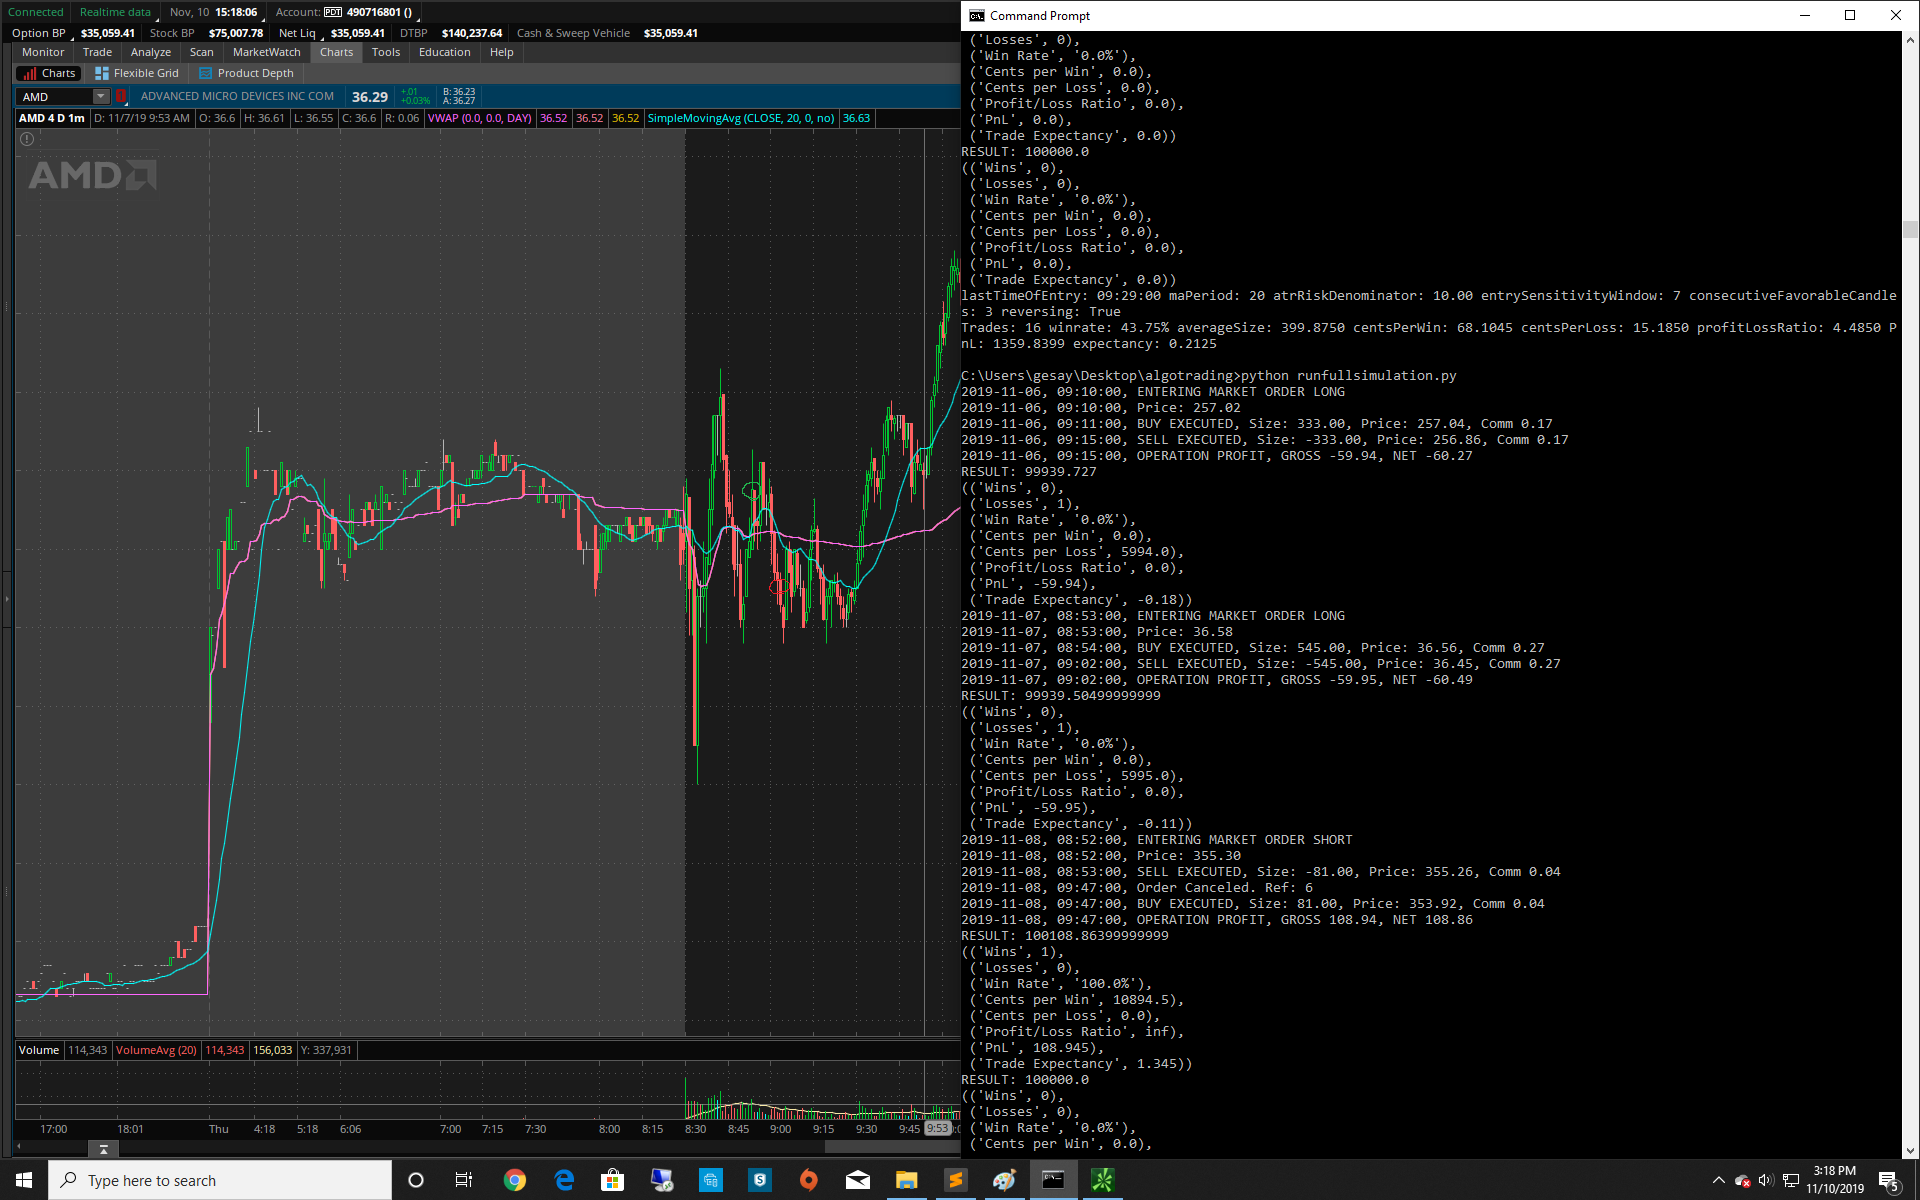 Connected Realtime data Nov, 10 15:18:06 Account: PDT 490716801 ()
Option BP $35,059.41 Stock BP $75,007.78 Net Liq $35,059.41 DTBP $140,237.64 Cash & Sweep Vehicle $35,059.41
Monitor Trade Analyze Scan MarketWatch Charts Tools Education Help
Charts Flexible Grid Product Depth
AMD ADVANCED MICRO DEVICES INC COM 36.29 +.01 +0.03% B: 36.23 A: 36.27
AMD 4 D 1m D: 11/7/19 9:53 AM O: 36.6 H: 36.61 L: 36.55 C: 36.6 R: 0.06 VWAP (0.0, 0.0, DAY) 36.52 36.52 36.52 SimpleMovingAvg (CLOSE, 20, 0, no) 36.63
AMD
Volume 114,343 VolumeAvg (20) 114,343 156,033 Y: 337,931
17:00 18:01 Thu 4:18 5:18 6:06 7:00 7:15 7:30 8:00 8:15 8:30 8:45 9:00 9:15 9:30 9:45 9:53
Command Prompt
('Losses', 0),
('Win Rate', '0.0%'),
('Cents per Win', 0.0),
('Cents per Loss', 0.0),
('Profit/Loss Ratio', 0.0),
('PnL', 0.0),
('Trade Expectancy', 0.0))
RESULT: 100000.0
(('Wins', 0),
('Losses', 0),
('Win Rate', '0.0%'),
('Cents per Win', 0.0),
('Cents per Loss', 0.0),
('Profit/Loss Ratio', 0.0),
('PnL', 0.0),
('Trade Expectancy', 0.0))
lastTimeOfEntry: 09:29:00 maPeriod: 20 atrRiskDenominator: 10.00 entrySensitivityWindow: 7 consecutiveFavorableCandle
s: 3 reversing: True
Trades: 16 winrate: 43.75% averageSize: 399.8750 centsPerWin: 68.1045 centsPerLoss: 15.1850 profitLossRatio: 4.4850 P
nL: 1359.8399 expectancy: 0.2125
C:\Users\gesay\Desktop\algotrading>python runfullsimulation.py
2019-11-06, 09:10:00, ENTERING MARKET ORDER LONG
2019-11-06, 09:10:00, Price: 257.02
2019-11-06, 09:11:00, BUY EXECUTED, Size: 333.00, Price: 257.04, Comm 0.17
2019-11-06, 09:15:00, SELL EXECUTED, Size: -333.00, Price: 256.86, Comm 0.17
2019-11-06, 09:15:00, OPERATION PROFIT, GROSS -59.94, NET -60.27
RESULT: 99939.727
(('Wins', 0),
('Losses', 1),
('Win Rate', '0.0%'),
('Cents per Win', 0.0),
('Cents per Loss', 5994.0),
('Profit/Loss Ratio', 0.0),
('PnL', -59.94),
('Trade Expectancy', -0.18))
2019-11-07, 08:53:00, ENTERING MARKET ORDER LONG
2019-11-07, 08:53:00, Price: 36.58
2019-11-07, 08:54:00, BUY EXECUTED, Size: 545.00, Price: 36.56, Comm 0.27
2019-11-07, 09:02:00, SELL EXECUTED, Size: -545.00, Price: 36.45, Comm 0.27
2019-11-07, 09:02:00, OPERATION PROFIT, GROSS -59.95, NET -60.49
RESULT: 99939.50499999999
(('Wins', 0),
('Losses', 1),
('Win Rate', '0.0%'),
('Cents per Win', 0.0),
('Cents per Loss', 5995.0),
('Profit/Loss Ratio', 0.0),
('PnL', -59.95),
('Trade Expectancy', -0.11))
2019-11-08, 08:52:00, ENTERING MARKET ORDER SHORT
2019-11-08, 08:52:00, Price: 355.30
2019-11-08, 08:53:00, SELL EXECUTED, Size: -81.00, Price: 355.26, Comm 0.04
2019-11-08, 09:47:00, Order Canceled. Ref: 6
2019-11-08, 09:47:00, BUY EXECUTED, Size: 81.00, Price: 353.92, Comm 0.04
2019-11-08, 09:47:00, OPERATION PROFIT, GROSS 108.94, NET 108.86
RESULT: 100108.86399999999
(('Wins', 1),
('Losses', 0),
('Win Rate', '100.0%'),
('Cents per Win', 10894.5),
('Cents per Loss', 0.0),
('Profit/Loss Ratio', inf),
('PnL', 108.945),
('Trade Expectancy', 1.345))
RESULT: 100000.0
(('Wins', 0),
('Losses', 0),
('Win Rate', '0.0%'),
('Cents per Win', 0.0),
Type here to search
3:18 PM
11/10/2019
5